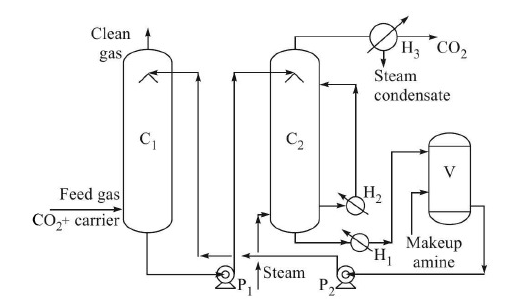 Clean
gas
H3
CO2
Steam
condensate
C1
C2
V
Feed gas
CO2+ carrier
H2
H1
Makeup
amine
Steam
P1
P2